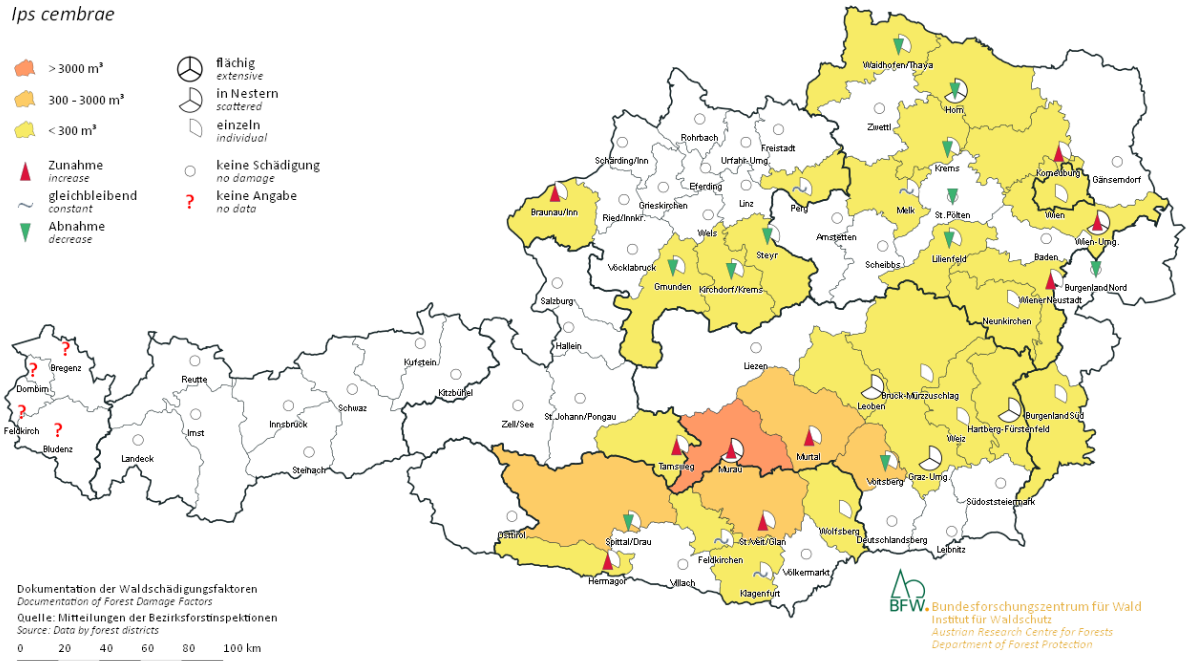 Ips cembrae
> 3000 m³
300 - 3000 m³
< 300 m³
flächig
extensive
in Nestern
scattered
einzeln
individual
Zunahme
increase
gleichbleibend
constant
Abnahme
decrease
keine Schädigung
no damage
?
keine Angabe
no data
Waidhofen/Thaya
Horn
Zwettl
Rohrbach
Freistadt
Schärding/Inn
Urfahr-Umg.
Krems
Korneuburg
Gänserndorf
Eferding
Grieskirchen
Linz
Braunau/Inn
Ried/Innkr.
Perg
Melk
St.Pölten
Wien
Wels
Amstetten
Wien-Umg.
Vöcklabruck
Steyr
Scheibbs
Lilienfeld
Baden
Gmunden
Kirchdorf/Krems
Burgenland Nord
Salzburg
Wiener Neustadt
Neunkirchen
Hallein
?
Bregenz
?
Dornbirn
?
Feldkirch
?
Bludenz
Reutte
Kufstein
Kitzbühel
Liezen
Landeck
Imst
Innsbruck
Schwaz
Steinach
Zell/See
St.Johann/Pongau
Leoben
Bruck-Mürzzuschlag
Hartberg-Fürstenfeld
Burgenland Süd
Weiz
Tamsweg
Murau
Murtal
Voitsberg
Graz-Umg.
Südoststeiermark
Osttirol
Spittal/Drau
St.Veit/Glan
Wolfsberg
Deutschlandsberg
Leibnitz
Feldkirchen
Hermagor
Villach
Klagenfurt
Völkermarkt
Dokumentation der Waldschädigungsfaktoren
Documentation of Forest Damage Factors
Quelle: Mitteilungen der Bezirksforstinspektionen
Source: Data by forest districts
0 20 40 60 80 100 km
BFW.
Bundesforschungszentrum für Wald
Institut für Waldschutz
Austrian Research Centre for Forests
Department of Forest Protection